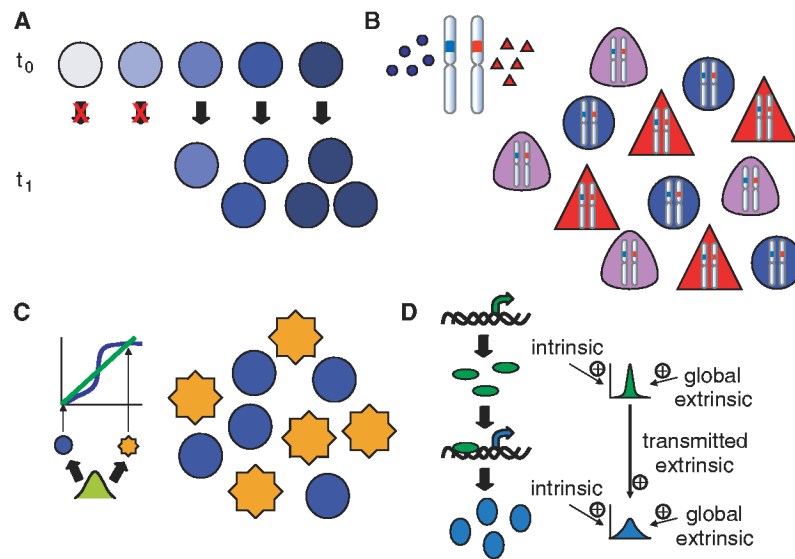 A
t0
t1
B
C
D
intrinsic
global
extrinsic
transmitted
extrinsic
intrinsic
global
extrinsic